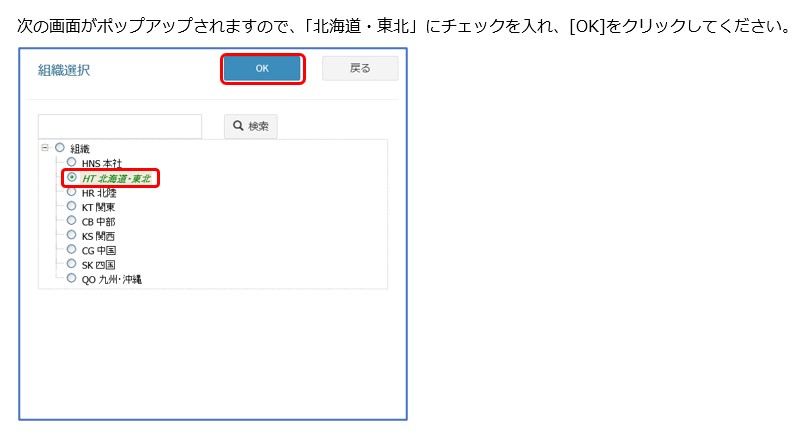 次の画面がポップアップされますので、「北海道・東北」にチェックを入れ、[OK]をクリックしてください。
組織選択 OK 戻る
検索
組織
HNS 本社
HT 北海道・東北
HR 北陸
KT 関東
CB 中部
KS 関西
CG 中国
SK 四国
QO 九州・沖縄